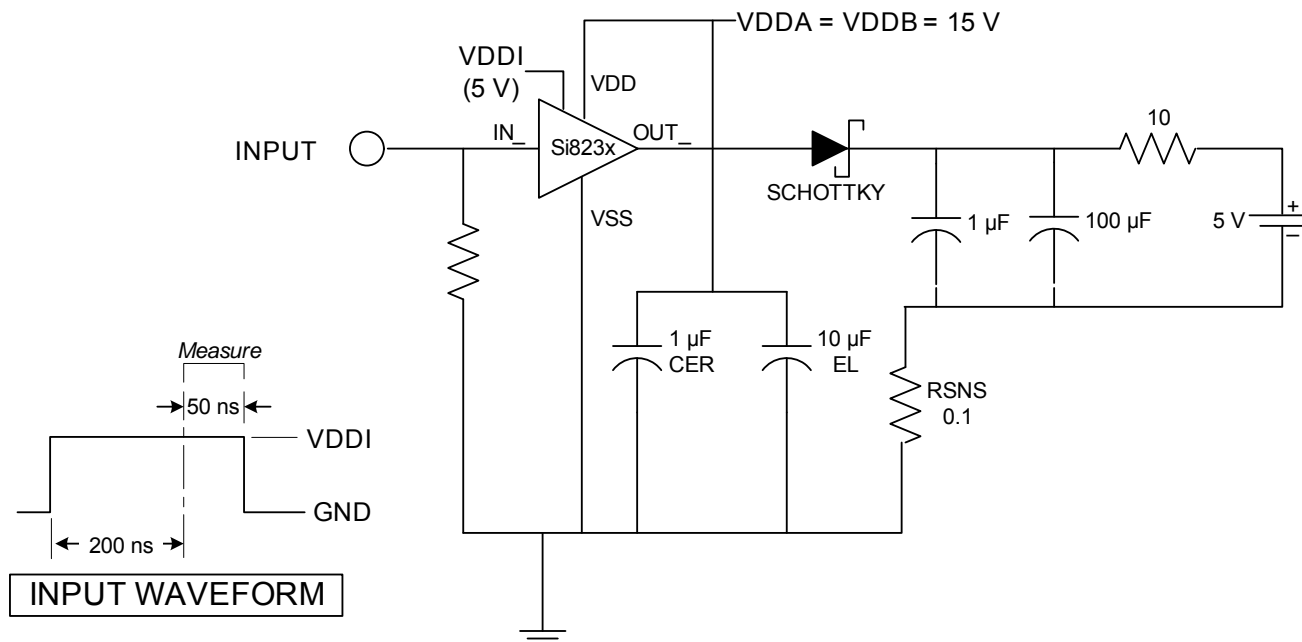 VDDA = VDDB = 15 V
VDDI
(5 V)
VDD
INPUT
IN_
Si823x
OUT_
10
SCHOTTKY
VSS
1 µF
100 µF
5 V
+
–
1 µF
CER
10 µF
EL
RSNS
0.1
Measure
50 ns
VDDI
GND
200 ns
INPUT WAVEFORM